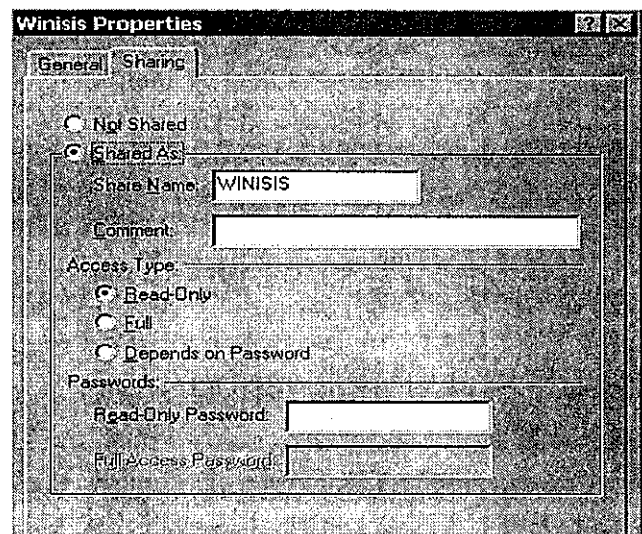 Winisis Properties
General Sharing
Not Shared
Shared As:
Share Name: WINISIS
Comment:
Access Type:
Read-Only
Full
Depends on Password
Passwords:
Read-Only Password:
Full Access Password: